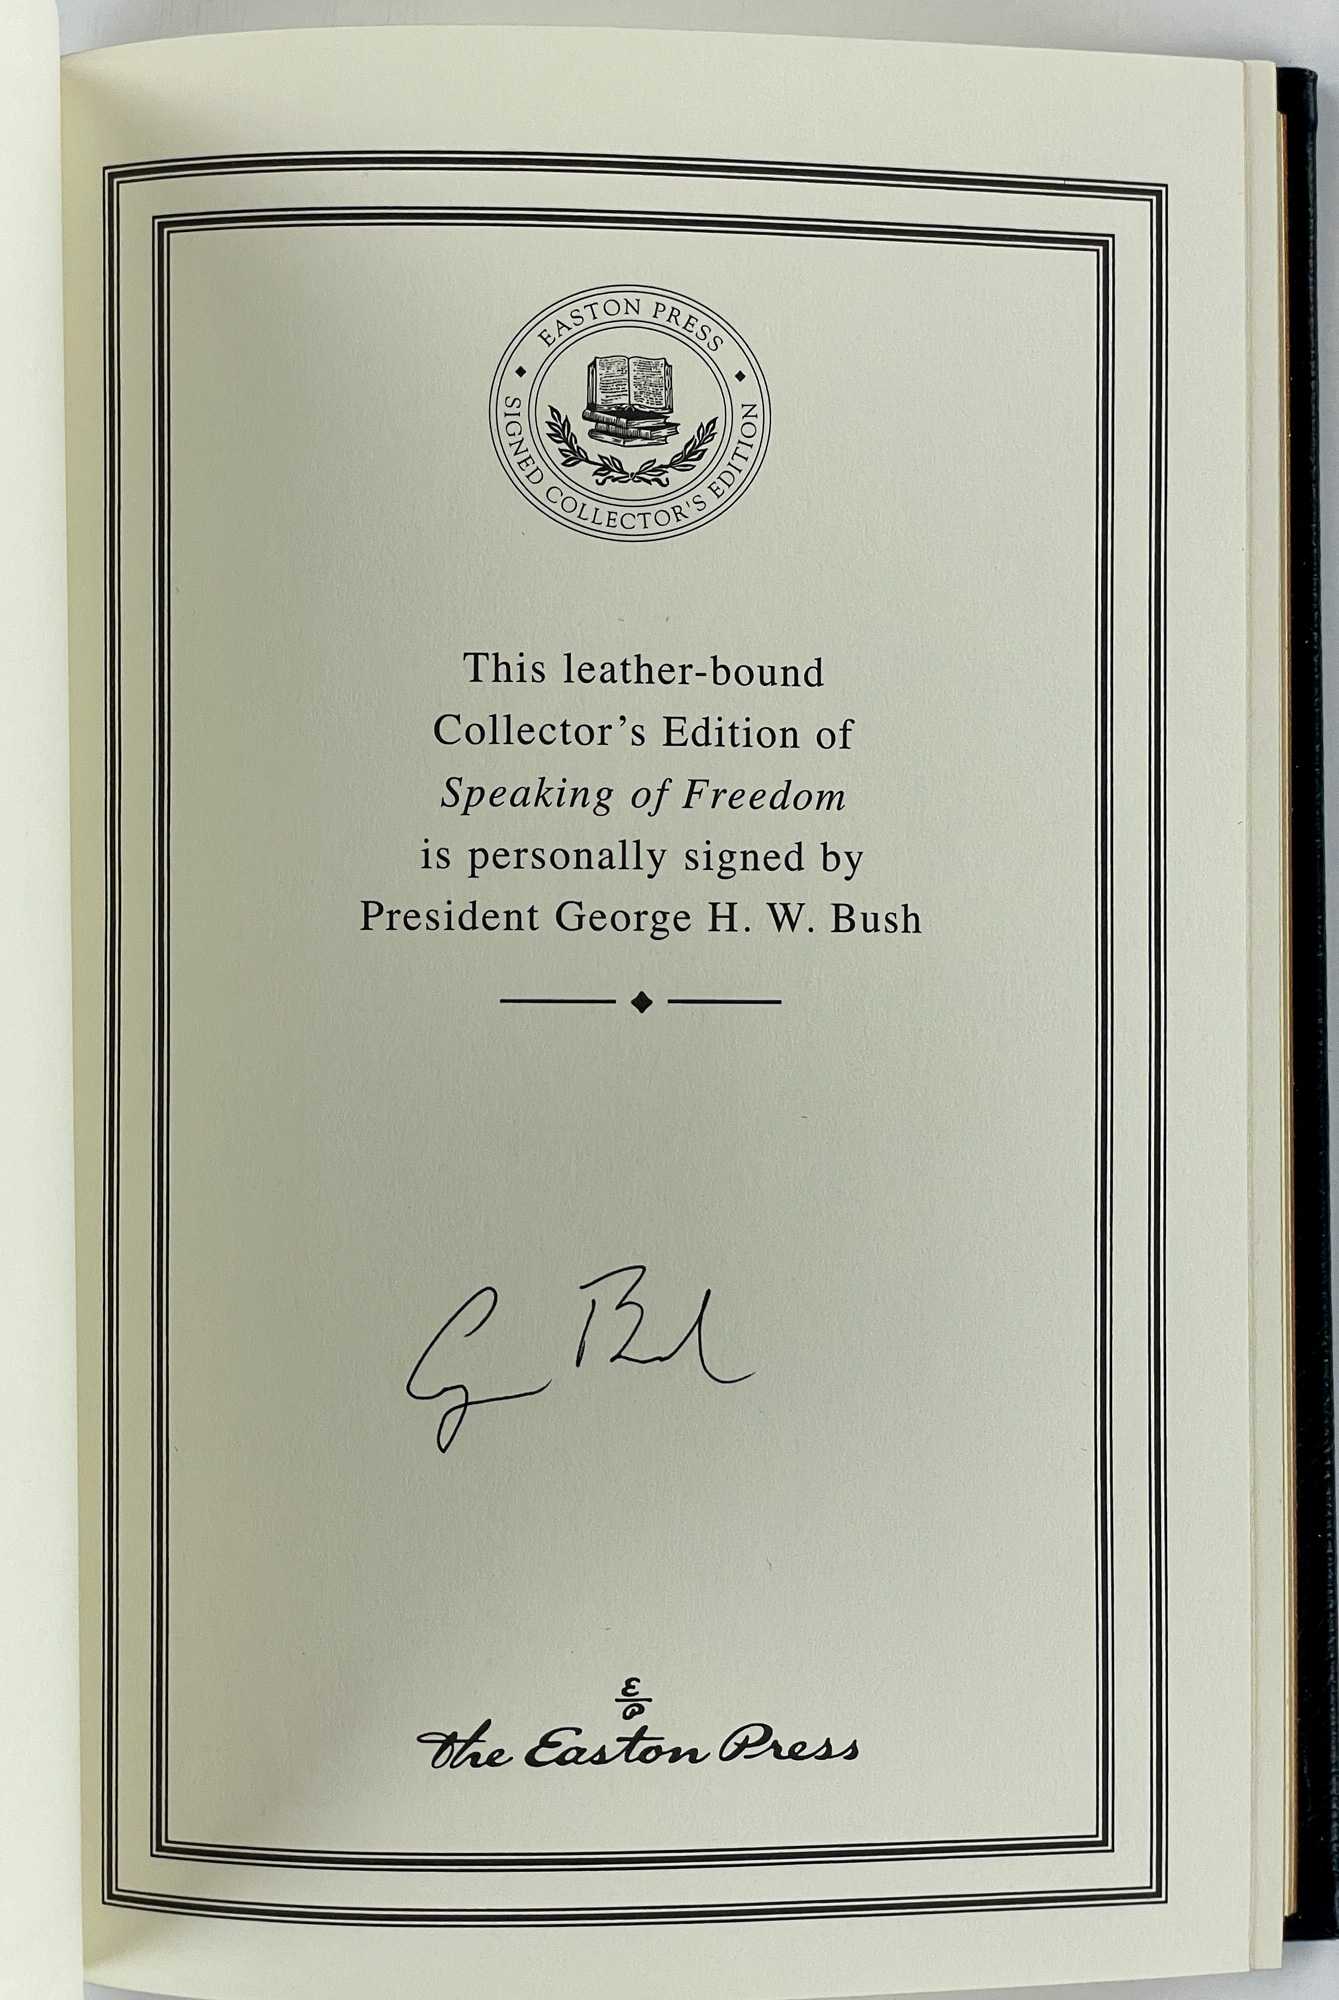 EASTON PRESS
SIGNED COLLECTOR'S EDITION
This leather-bound
Collector’s Edition of
Speaking of Freedom
is personally signed by
President George H. W. Bush
G Bush
E
P
The Easton Press